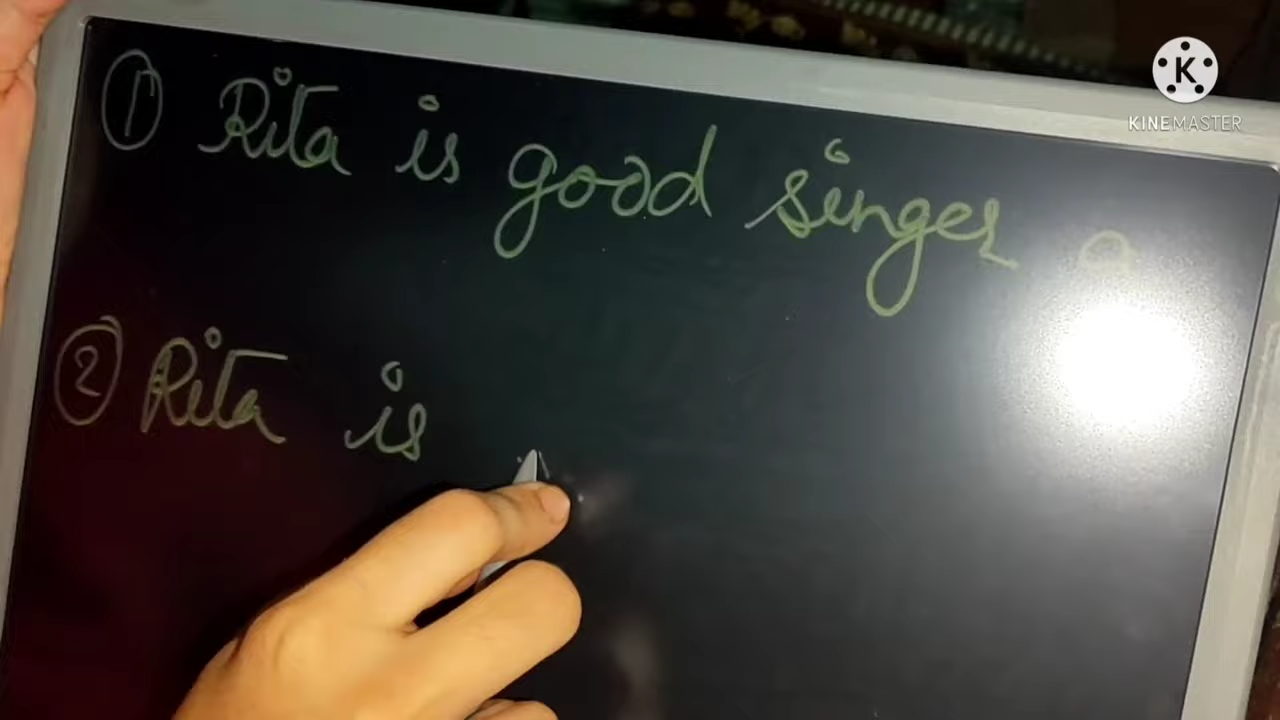 ① Rita is good singer.
② Rita is
K
KINEMASTER